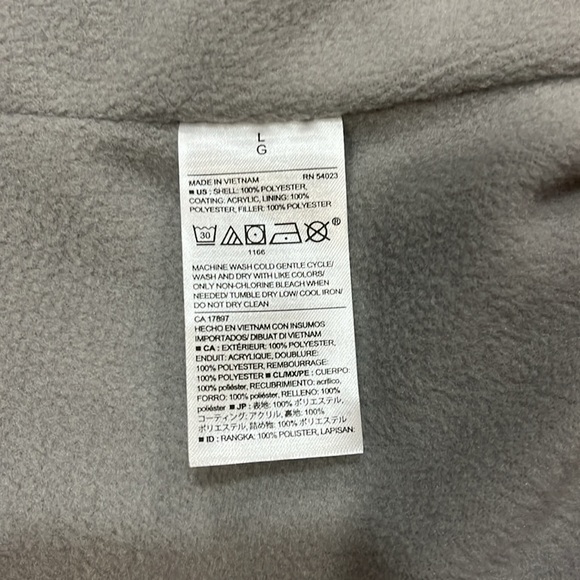 L
G
MADE IN VIETNAM RN 54023
■ US : SHELL: 100% POLYESTER,
COATING: ACRYLIC, LINING: 100%
POLYESTER, FILLER: 100% POLYESTER
30 ®
1166
MACHINE WASH COLD GENTLE CYCLE/
WASH AND DRY WITH LIKE COLORS/
ONLY NON-CHLORINE BLEACH WHEN
NEEDED/ TUMBLE DRY LOW/ COOL IRON/
DO NOT DRY CLEAN
CA 17897
HECHO EN VIETNAM CON INSUMOS
IMPORTADOS/ DIBUAT DI VIETNAM
■ CA : EXTÉRIEUR: 100% POLYESTER,
ENDUIT: ACRYLIQUE, DOUBLURE:
100% POLYESTER, REMBOURRAGE:
100% POLYESTER ■ CL/MX/PE : CUERPO:
100% poliéster, RECUBRIMIENTO: acrílico,
FORRO: 100% poliéster, RELLENO: 100%
poliéster ■ JP : 表地: 100% ポリエステル,
コーティング: アクリル, 裏地: 100%
ポリエステル, 詰め物: 100% ポリエステル
■ ID : RANGKA: 100% POLISTER, LAPISAN: